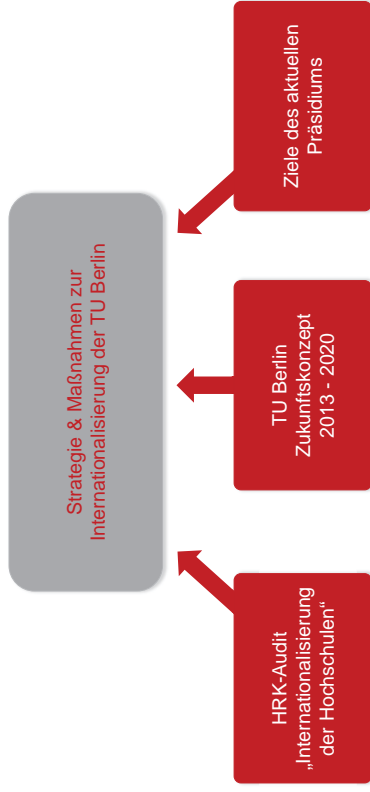 Strategie & Maßnahmen zur
Internationalisierung der TU Berlin
HRK-Audit
„Internationalisierung
der Hochschulen“
TU Berlin
Zukunftskonzept
2013 - 2020
Ziele des aktuellen
Präsidiums